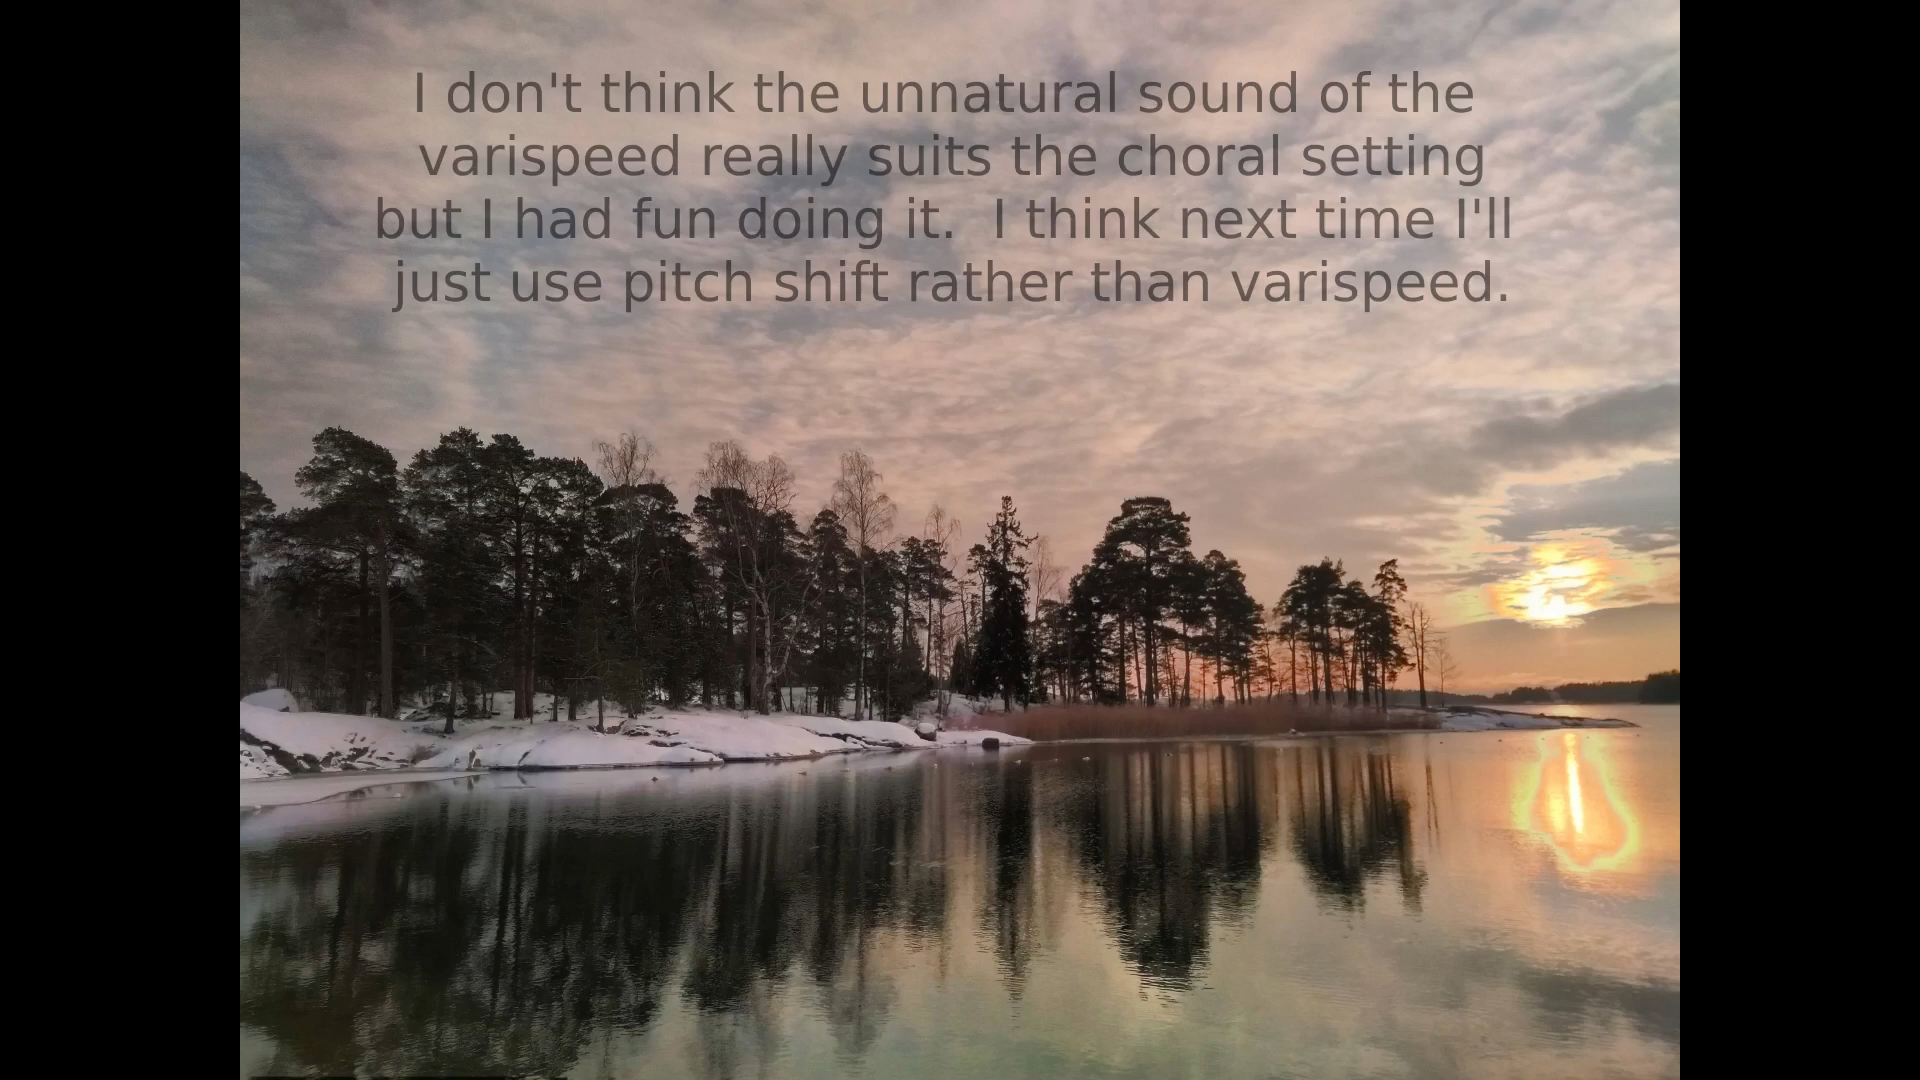 I don't think the unnatural sound of the
varispeed really suits the choral setting
but I had fun doing it.  I think next time I'll
just use pitch shift rather than varispeed.